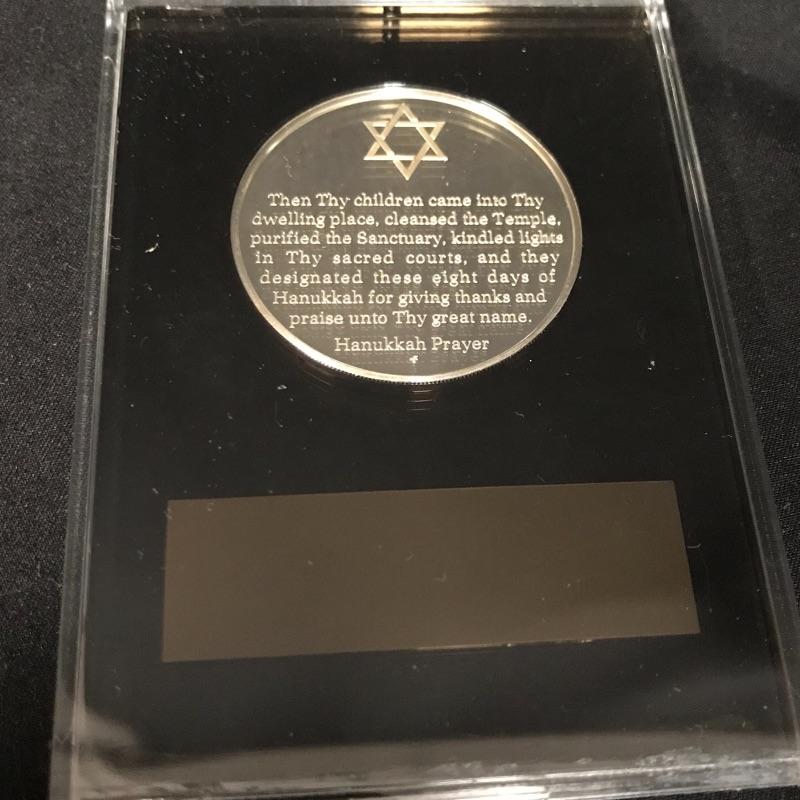 Then Thy children came into Thy
dwelling place, cleansed the Temple,
purified the Sanctuary, kindled lights
in Thy sacred courts, and they
designated these eight days of
Hanukkah for giving thanks and
praise unto Thy great name.
Hanukkah Prayer